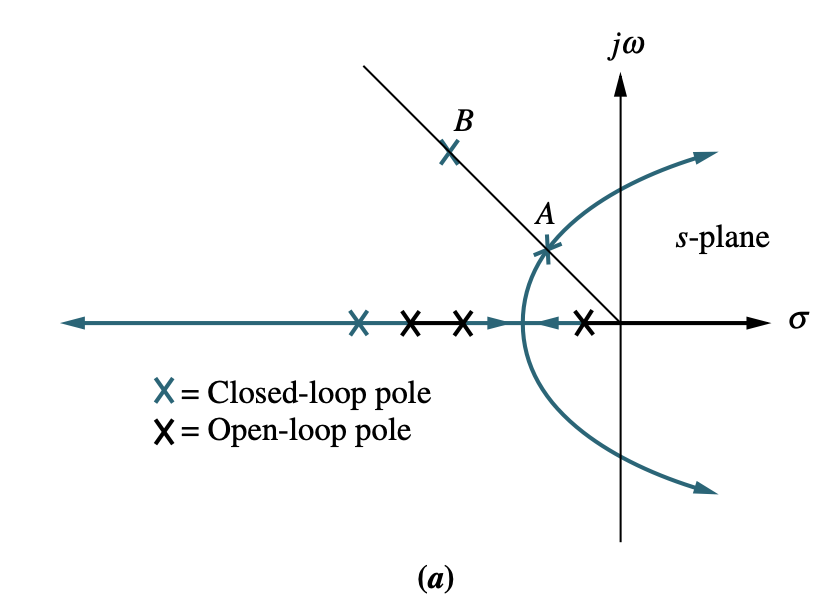 jω
B
A
s-plane
σ
X = Closed-loop pole
X = Open-loop pole
(a)